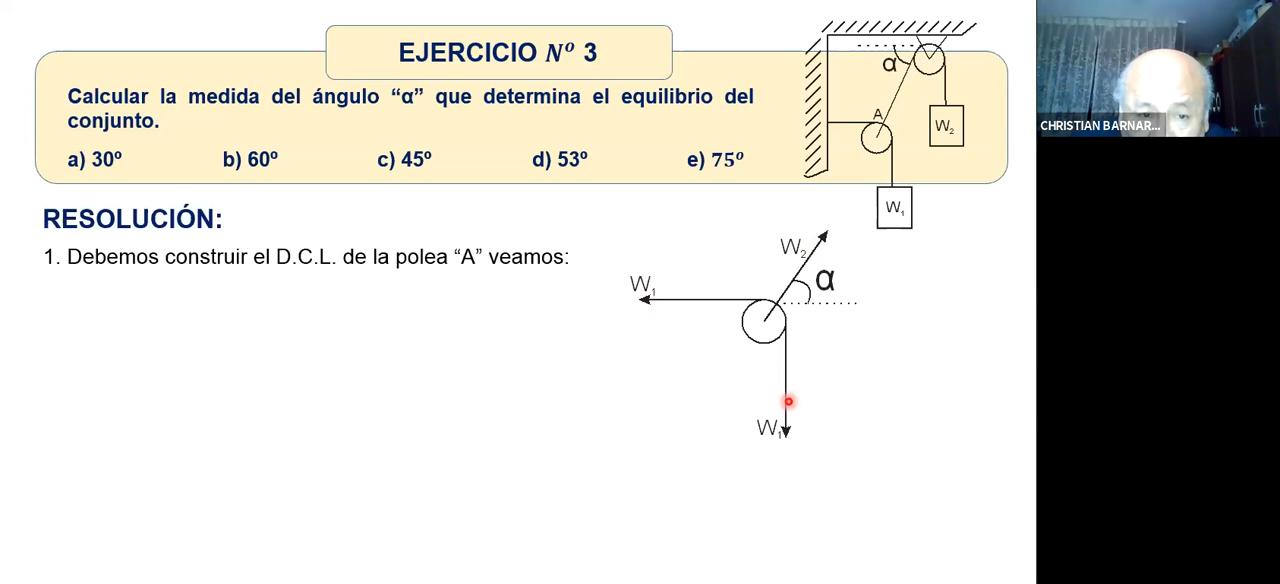 EJERCICIO Nº 3
Calcular la medida del ángulo “α” que determina el equilibrio del
conjunto.
a) 30º b) 60º c) 45º d) 53º e) 75º
α
A
W₂
W₁
CHRISTIAN BARNAR...
RESOLUCIÓN:
1. Debemos construir el D.C.L. de la polea “A” veamos:
W₂
α
W₁
W₁